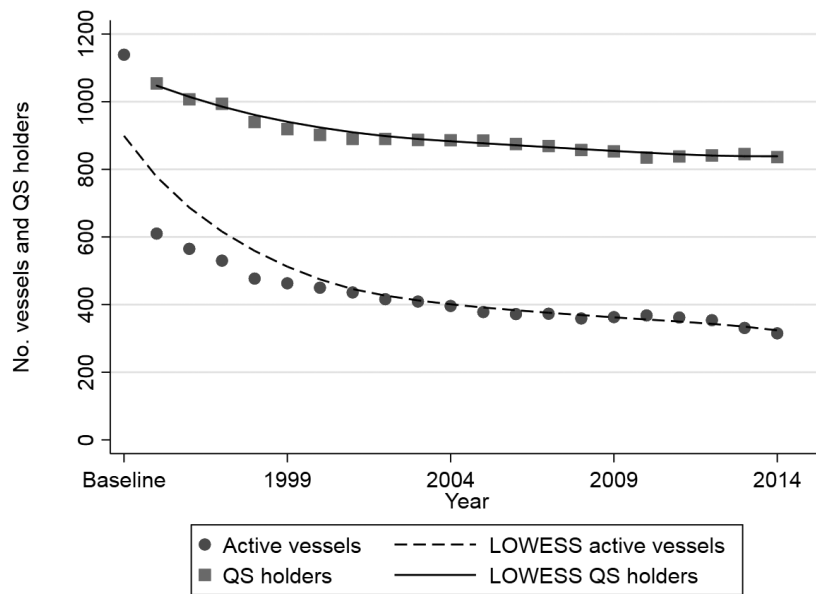 No. vessels and QS holders
1200
1000
800
600
400
200
0
Baseline 1999 2004 2009 2014
Year
Active vessels LOWESS active vessels
QS holders LOWESS QS holders